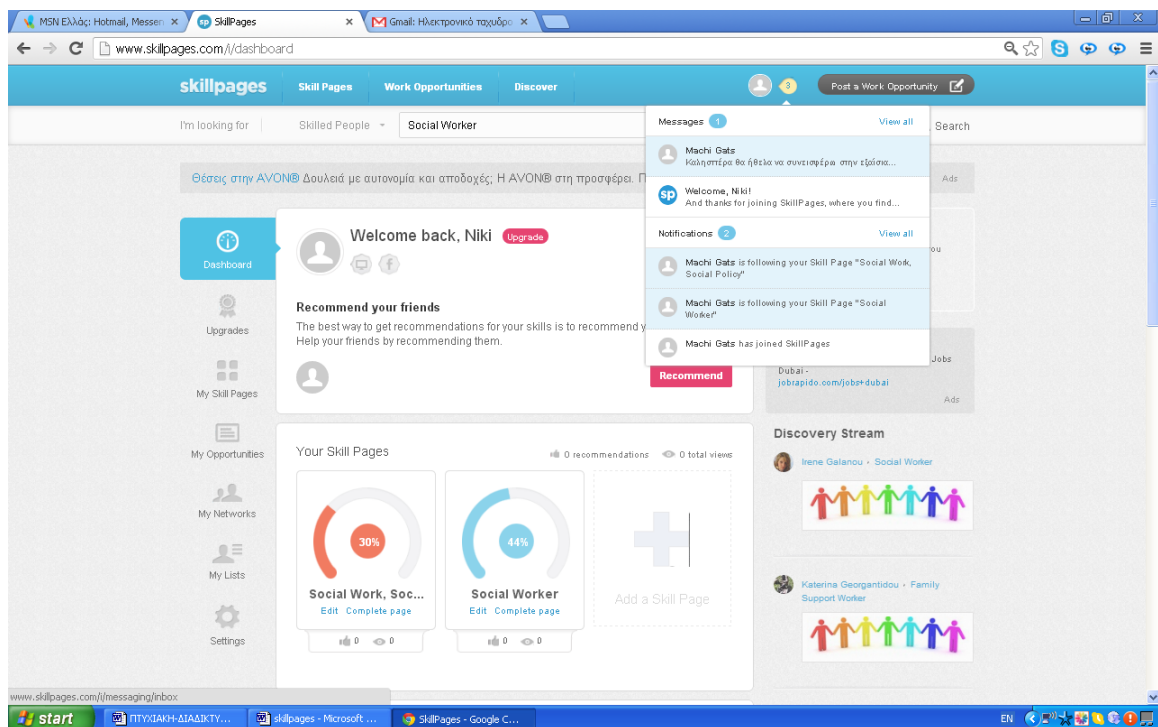 MSN Ελλάς: Hotmail, Messen
SkillPages
Gmail: Ηλεκτρονικό ταχυδρο
www.skillpages.com/i/dashboard
skillpages
Skill Pages
Work Opportunities
Discover
3
Post a Work Opportunity
I'm looking for
Skilled People
Social Worker
Search
Messages 1
View all
Machi Gats
Καλησπέρα θα ήθελα να συνεισφέρω στην εξαίσια...
Welcome, Niki!
And thanks for joining SkillPages, where you find...
Notifications 2
View all
Machi Gats is following your Skill Page "Social Work,
Social Policy"
Machi Gats is following your Skill Page "Social
Worker"
Machi Gats has joined SkillPages
Θέσεις στην AVON® Δουλειά με αυτονομία και αποδοχές; Η AVON® στη προσφέρει. Π
Ads
Dashboard
Upgrades
My Skill Pages
My Opportunities
My Networks
My Lists
Settings
Welcome back, Niki Upgrade
Recommend your friends
The best way to get recommendations for your skills is to recommend y
Help your friends by recommending them.
Recommend
ou
Jobs
Dubai -
jobrapido.com/jobs+dubai
Ads
Your Skill Pages
0 recommendations
0 total views
30%
Social Work, Soc...
Edit Complete page
0 0
44%
Social Worker
Edit Complete page
0 0
Add a Skill Page
Discovery Stream
Irene Galanou • Social Worker
Katerina Georgantidou • Family
Support Worker
www.skillpages.com/i/messaging/inbox
start
ΠΤΥΧΙΑΚΗ-ΔΙΑΔΙΚΤΥ...
skillpages - Microsoft ...
SkillPages - Google C...
EN